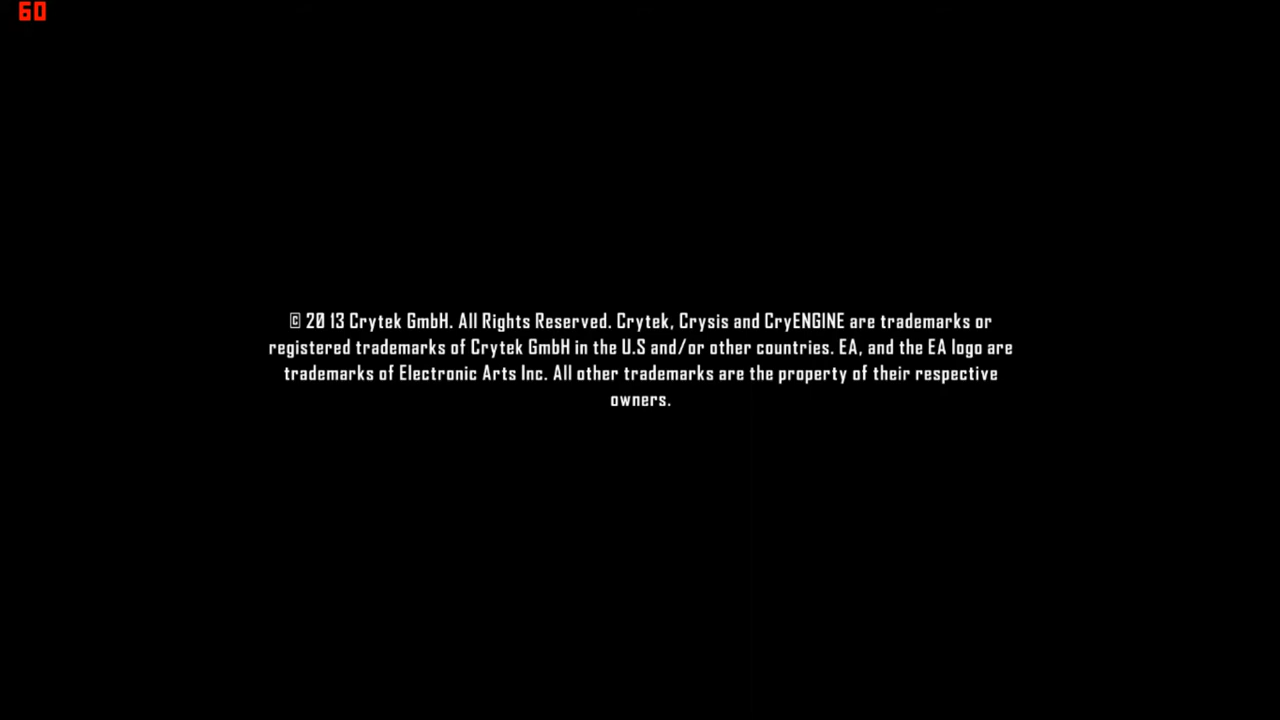 60
© 2013 Crytek GmbH. All Rights Reserved. Crytek, Crysis and CryENGINE are trademarks or
registered trademarks of Crytek GmbH in the U.S and/or other countries. EA, and the EA logo are
trademarks of Electronic Arts Inc. All other trademarks are the property of their respective
owners.